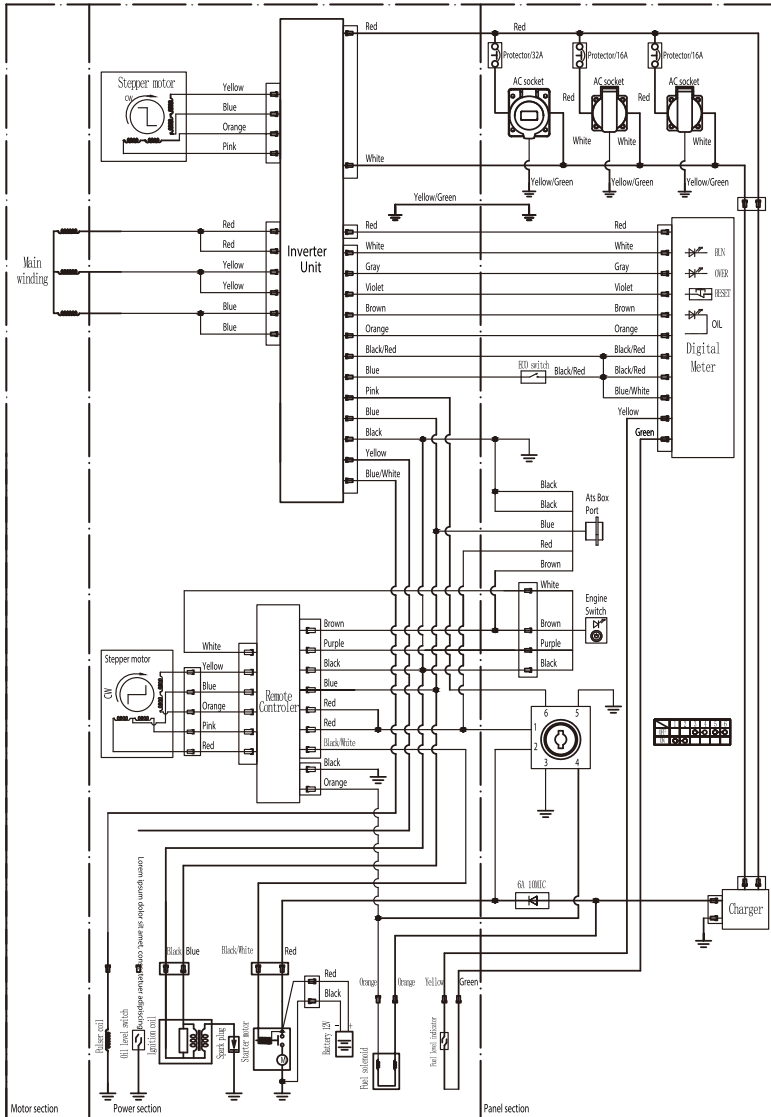 Red
Red
Protector/32A
Protector/16A
Protector/16A
AC socket
AC socket
AC socket
Red
Red
White
White
White
White
Yellow/Green
Yellow/Green
Yellow/Green
Yellow/Green
Stepper motor
CW
Yellow
Blue
Orange
Pink
Main
winding
Red
Red
Yellow
Yellow
Blue
Blue
Inverter
Unit
Red
White
Gray
Violet
Brown
Orange
Black/Red
Blue
Pink
Blue
Black
Yellow
Blue/White
ECO switch
Black/Red
Red
White
Gray
Violet
Brown
Orange
Black/Red
Black/Red
Blue/White
Yellow
Green
RUN
OVER
RESET
OIL
Digital
Meter
Black
Black
Blue
Red
Brown
Ats Box
Port
White
Brown
Purple
Black
Engine
Switch
Stepper motor
CW
White
Yellow
Blue
Orange
Pink
Red
Remote
Controler
Brown
Purple
Black
Blue
Red
Red
Black/White
Black
Orange
6
5
1
2
3
4
6A 10MIC
Charger
Lorem ipsum dolor sit amet, consectetuer adipiscing
Black
Blue
Black/White
Red
Red
Black
Orange
Orange
Yellow
Green
Pulser coil
Oil level switch
Ignition coil
Spark plug
Starter motor
M
Battery 12V
- +
Fuel solenoid
Fuel level indicator
Motor section
Power section
Panel section